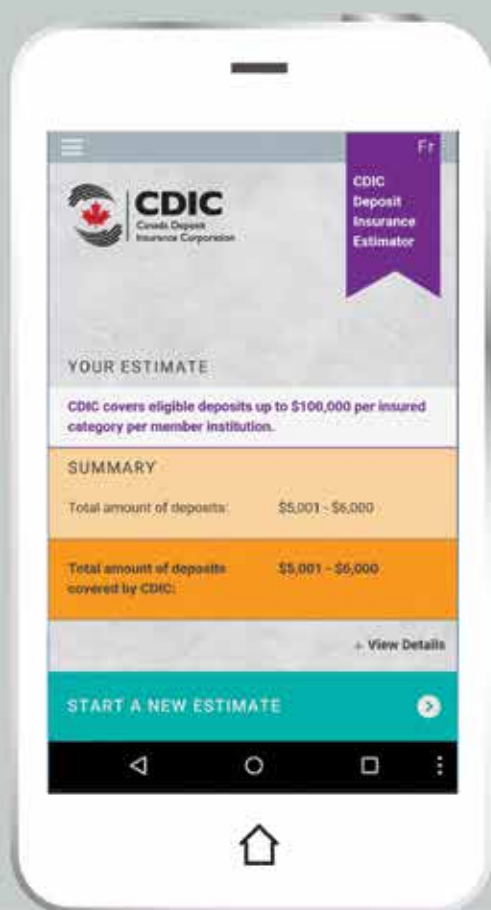 Fr
CDIC
Deposit
Insurance
Estimator
CDIC
Canada Deposit
Insurance Corporation
YOUR ESTIMATE
CDIC covers eligible deposits up to $100,000 per insured
category per member institution.
SUMMARY
Total amount of deposits: $5,001 - $6,000
Total amount of deposits $5,001 - $6,000
covered by CDIC:
+ View Details
START A NEW ESTIMATE